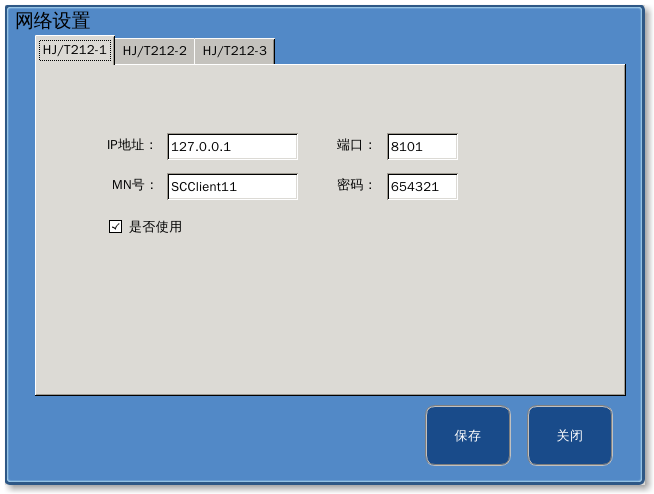 网络设置
HJ/T212-1 HJ/T212-2 HJ/T212-3
IP地址： 127.0.0.1 端口： 8101
MN号： SCClient11 密码： 654321
是否使用
保存 关闭